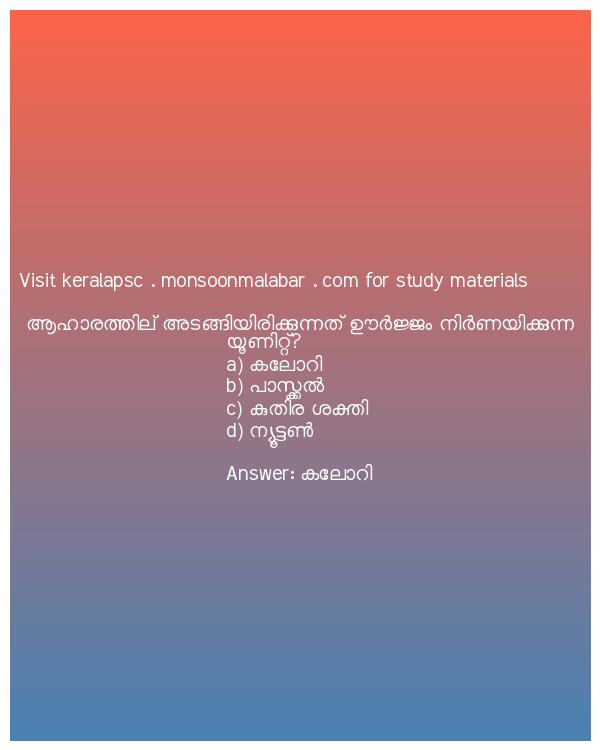 Visit keralapsc . monsoonmalabar . com for study materials
ആഹാരത്തില് അടങ്ങിയിരിക്കുന്നത് ഊർജ്ജം നിർണയിക്കുന്ന
യൂണിറ്റ്?
a) കലോറി
b) പാസ്ക്കൽ
c) കുതിര ശക്തി
d) ന്യൂട്ടൺ
Answer: കലോറി